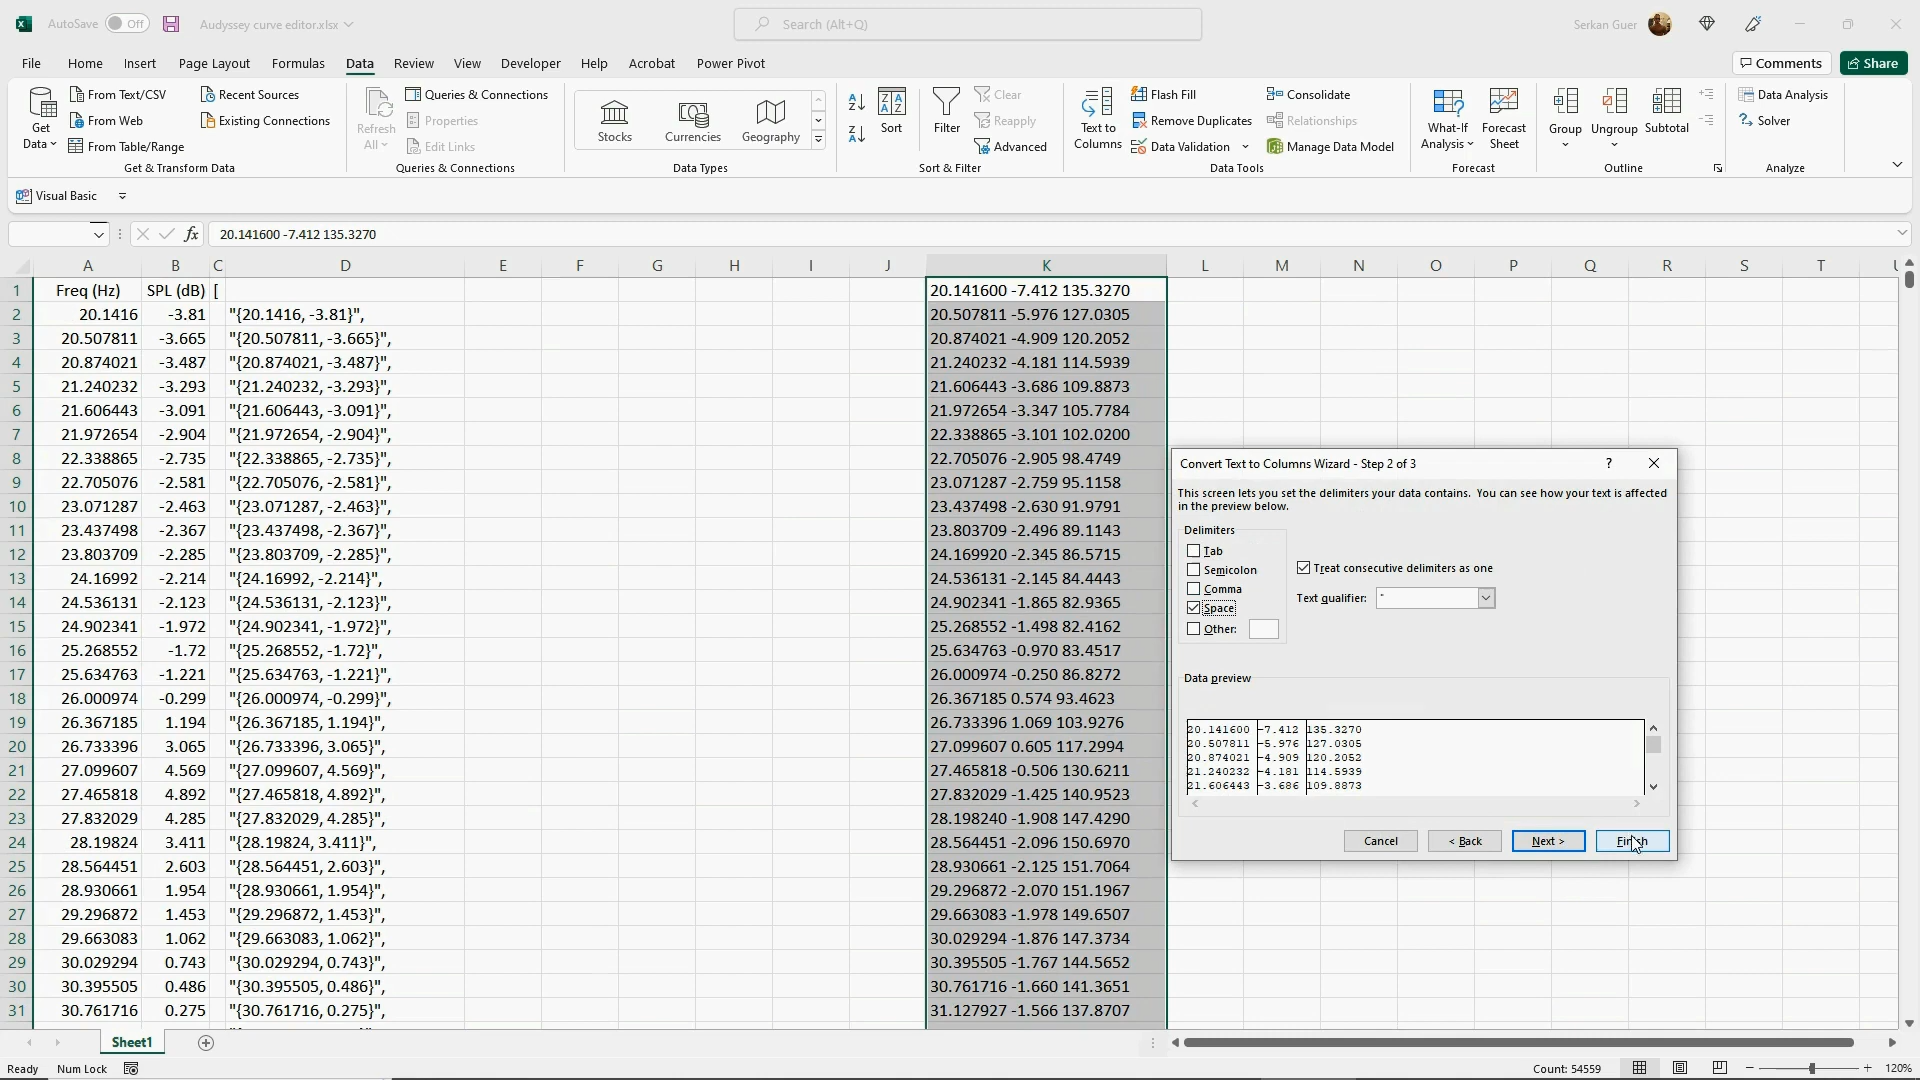 AutoSave Off Audyssey curve editor.xlsx Search (Alt+Q) Serkan Guer
File Home Insert Page Layout Formulas Data Review View Developer Help Acrobat Power Pivot Comments Share
Get Data
From Text/CSV
From Web
From Table/Range
Recent Sources
Existing Connections
Get & Transform Data
Refresh All
Queries & Connections
Properties
Edit Links
Queries & Connections
Stocks Currencies Geography
Data Types
Sort
Filter
Clear
Reapply
Advanced
Sort & Filter
Text to Columns
Flash Fill
Remove Duplicates
Data Validation
Consolidate
Relationships
Manage Data Model
Data Tools
What-If Analysis
Forecast Sheet
Forecast
Group Ungroup Subtotal
Outline
Data Analysis
Solver
Analyze
Visual Basic
fx 20.141600 -7.412 135.3270
A B C D E F G H I J K L M N O P Q R S T
1 Freq (Hz) SPL (dB) [ 20.141600 -7.412 135.3270
2 20.1416 -3.81 "{20.1416, -3.81}", 20.507811 -5.976 127.0305
3 20.507811 -3.665 "{20.507811, -3.665}", 20.874021 -4.909 120.2052
4 20.874021 -3.487 "{20.874021, -3.487}", 21.240232 -4.181 114.5939
5 21.240232 -3.293 "{21.240232, -3.293}", 21.606443 -3.686 109.8873
6 21.606443 -3.091 "{21.606443, -3.091}", 21.972654 -3.347 105.7784
7 21.972654 -2.904 "{21.972654, -2.904}", 22.338865 -3.101 102.0200
8 22.338865 -2.735 "{22.338865, -2.735}", 22.705076 -2.905 98.4749
9 22.705076 -2.581 "{22.705076, -2.581}", 23.071287 -2.759 95.1158
10 23.071287 -2.463 "{23.071287, -2.463}", 23.437498 -2.630 91.9791
11 23.437498 -2.367 "{23.437498, -2.367}", 23.803709 -2.496 89.1143
12 23.803709 -2.285 "{23.803709, -2.285}", 24.169920 -2.345 86.5715
13 24.16992 -2.214 "{24.16992, -2.214}", 24.536131 -2.145 84.4443
14 24.536131 -2.123 "{24.536131, -2.123}", 24.902341 -1.865 82.9365
15 24.902341 -1.972 "{24.902341, -1.972}", 25.268552 -1.498 82.4162
16 25.268552 -1.72 "{25.268552, -1.72}", 25.634763 -0.970 83.4517
17 25.634763 -1.221 "{25.634763, -1.221}", 26.000974 -0.250 86.8272
18 26.000974 -0.299 "{26.000974, -0.299}", 26.367185 0.574 93.4623
19 26.367185 1.194 "{26.367185, 1.194}", 26.733396 1.069 103.9276
20 26.733396 3.065 "{26.733396, 3.065}", 27.099607 0.605 117.2994
21 27.099607 4.569 "{27.099607, 4.569}", 27.465818 -0.506 130.6211
22 27.465818 4.892 "{27.465818, 4.892}", 27.832029 -1.425 140.9523
23 27.832029 4.285 "{27.832029, 4.285}", 28.198240 -1.908 147.4290
24 28.19824 3.411 "{28.19824, 3.411}", 28.564451 -2.096 150.6970
25 28.564451 2.603 "{28.564451, 2.603}", 28.930661 -2.125 151.7064
26 28.930661 1.954 "{28.930661, 1.954}", 29.296872 -2.070 151.1967
27 29.296872 1.453 "{29.296872, 1.453}", 29.663083 -1.978 149.6507
28 29.663083 1.062 "{29.663083, 1.062}", 30.029294 -1.876 147.3734
29 30.029294 0.743 "{30.029294, 0.743}", 30.395505 -1.767 144.5652
30 30.395505 0.486 "{30.395505, 0.486}", 30.761716 -1.660 141.3651
31 30.761716 0.275 "{30.761716, 0.275}", 31.127927 -1.566 137.8707
Convert Text to Columns Wizard - Step 2 of 3 ?
This screen lets you set the delimiters your data contains. You can see how your text is affected
in the preview below.
Delimiters
Tab
Semicolon
Comma
Space
Other:
Treat consecutive delimiters as one
Text qualifier: "
Data preview
20.141600 -7.412 135.3270
20.507811 -5.976 127.0305
20.874021 -4.909 120.2052
21.240232 -4.181 114.5939
21.606443 -3.686 109.8873
Cancel < Back Next > Finish
Sheet1
Ready Num Lock Count: 54559 120%